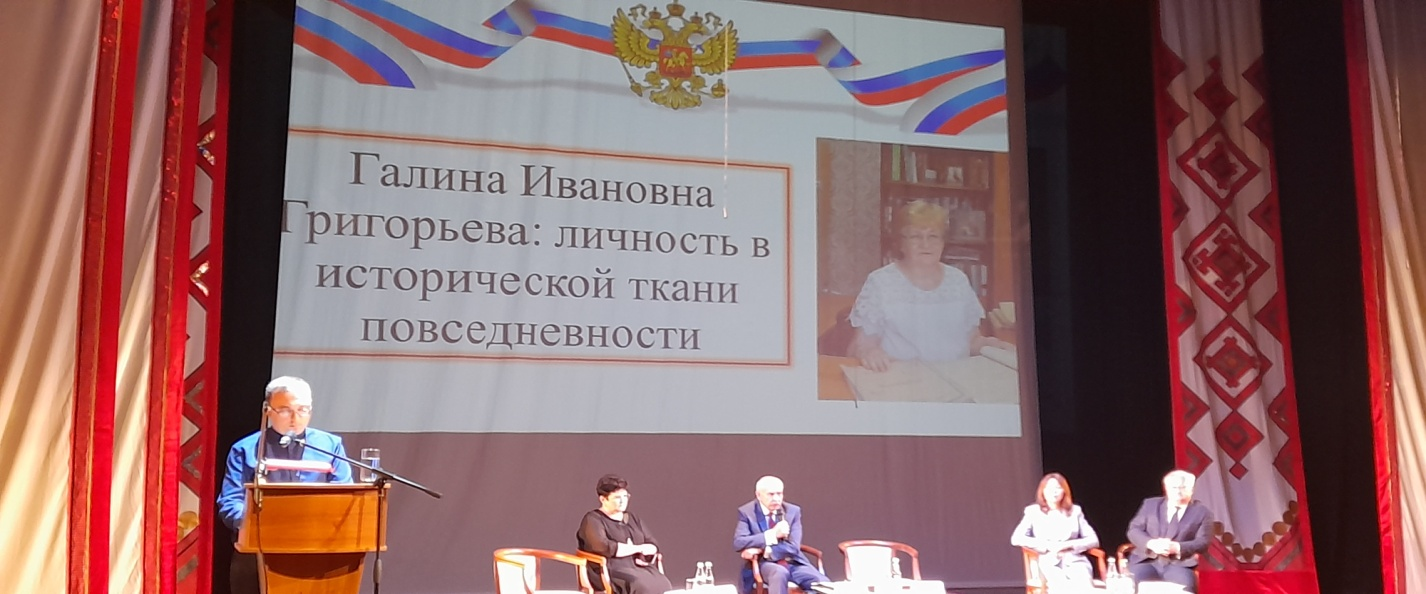 Галина Ивановна
Григорьева: личность в
исторической ткани
повседневности